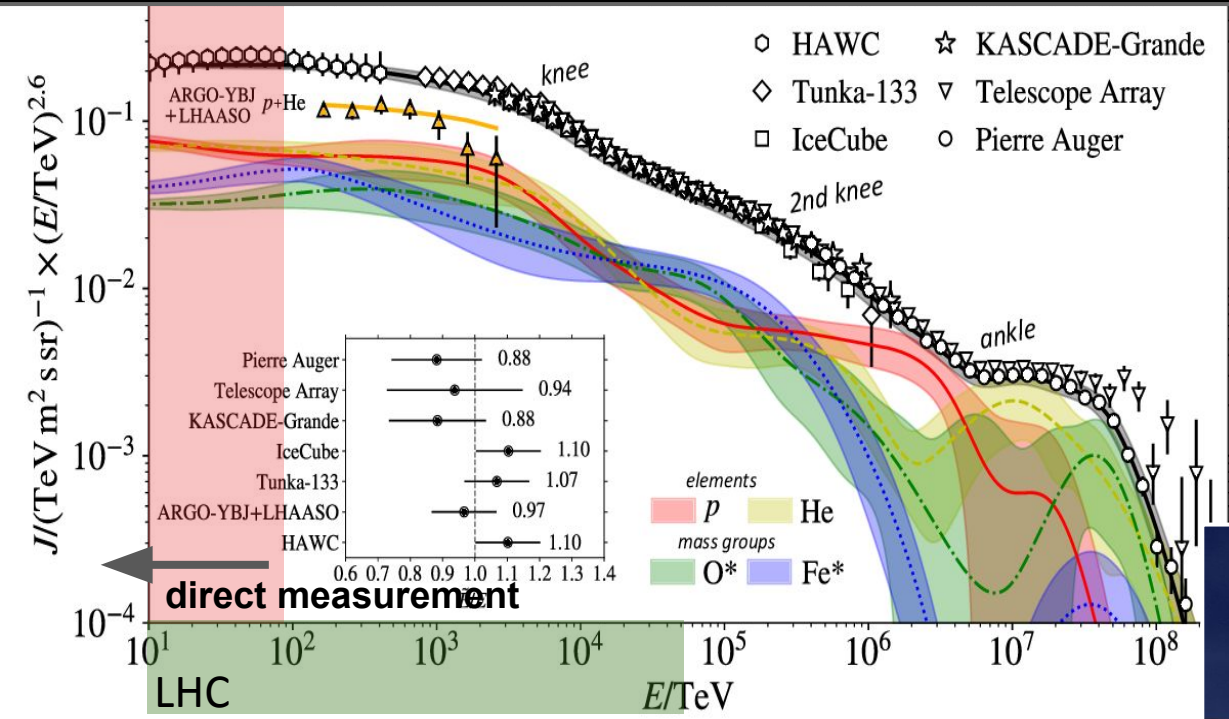 HAWC
KASCADE-Grande
Tunka-133
Telescope Array
IceCube
Pierre Auger
knee
ARGO-YBJ
+LHAASO
p+He
2nd knee
ankle
J/(TeV m² s sr)⁻¹ × (E/TeV)²·⁶
10⁻¹
10⁻²
10⁻³
10⁻⁴
Pierre Auger 0.88
Telescope Array 0.94
KASCADE-Grande 0.88
IceCube 1.10
Tunka-133 1.07
ARGO-YBJ+LHAASO 0.97
HAWC 1.10
0.6 0.7 0.8 0.9 1.0 1.1 1.2 1.3 1.4
elements
p He
mass groups
O* Fe*
direct measurement
10¹ 10² 10³ 10⁴ 10⁵ 10⁶ 10⁷ 10⁸
LHC
E/TeV